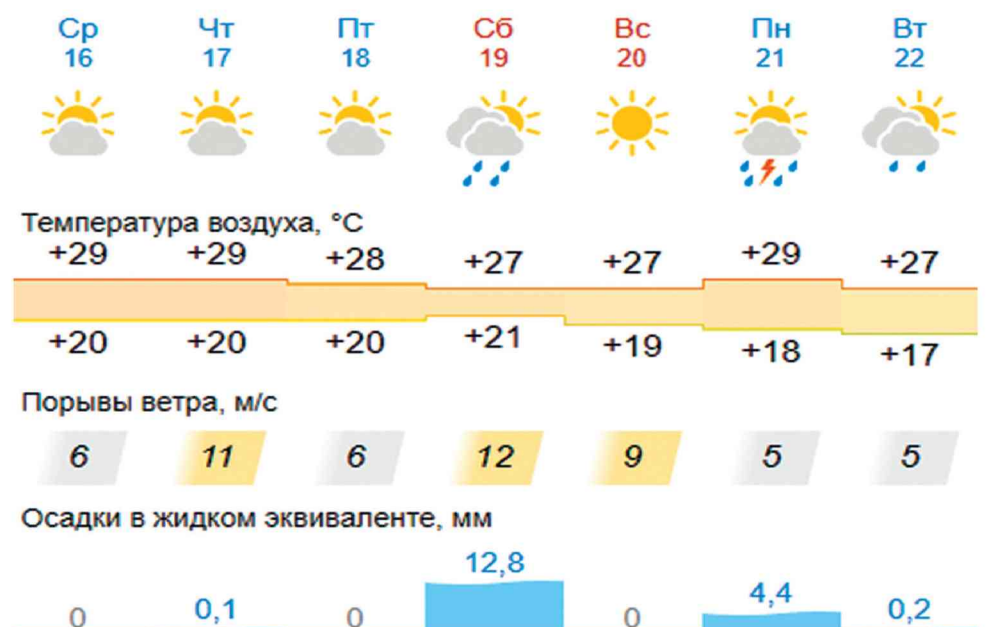 Ср Чт Пт Сб Вс Пн Вт
16 17 18 19 20 21 22
Температура воздуха, °C
+29 +29 +28 +27 +27 +29 +27
+20 +20 +20 +21 +19 +18 +17
Порывы ветра, м/с
6 11 6 12 9 5 5
Осадки в жидком эквиваленте, мм
0 0,1 0 12,8 0 4,4 0,2